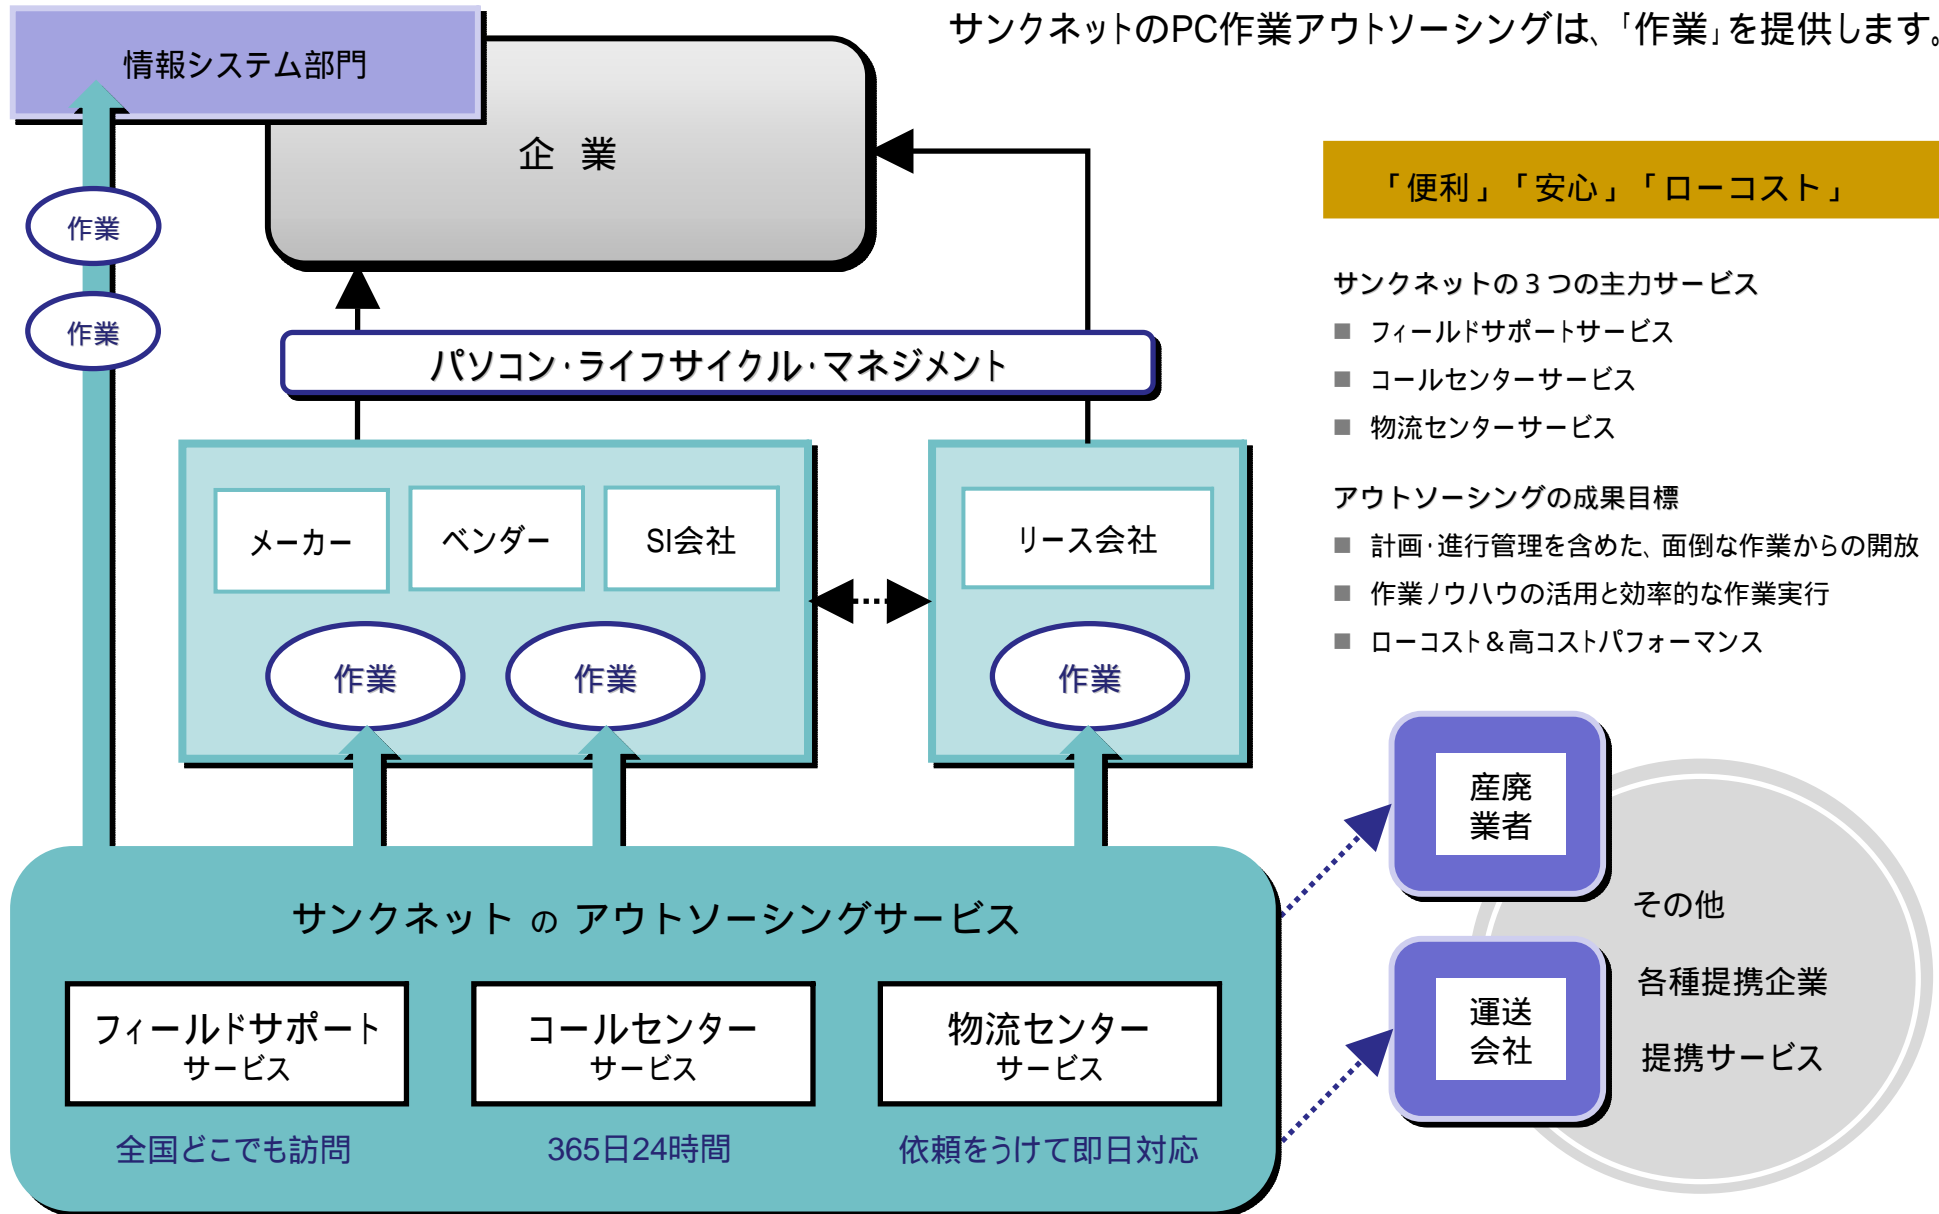 サンクネットのPC作業アウトソーシングは、「作業」を提供します。
情報システム部門
企 業
作業
作業
パソコン・ライフサイクル・マネジメント
メーカー
ベンダー
SI会社
リース会社
作業
作業
作業
「便利」「安心」「ローコスト」
サンクネットの3つの主力サービス
■ フィールドサポートサービス
■ コールセンターサービス
■ 物流センターサービス
アウトソーシングの成果目標
■ 計画・進行管理を含めた、面倒な作業からの開放
■ 作業ノウハウの活用と効率的な作業実行
■ ローコスト&高コストパフォーマンス
サンクネット の アウトソーシングサービス
フィールドサポート
サービス
コールセンター
サービス
物流センター
サービス
全国どこでも訪問
365日24時間
依頼をうけて即日対応
産廃
業者
運送
会社
その他
各種提携企業
提携サービス